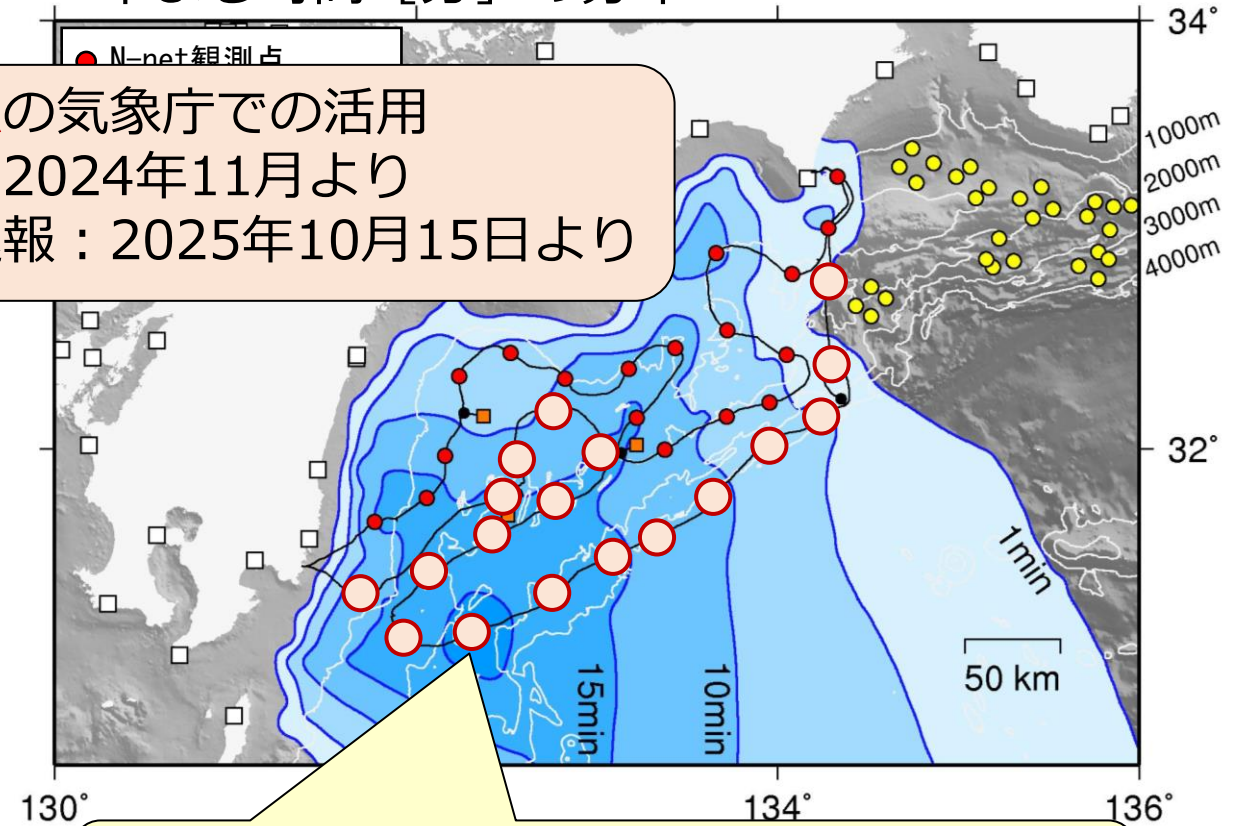 N-net観測点
の気象庁での活用
2024年11月より
報：2025年10月15日より
34°
1000m
2000m
3000m
4000m
32°
1min
50 km
15min
10min
130°
134°
136°